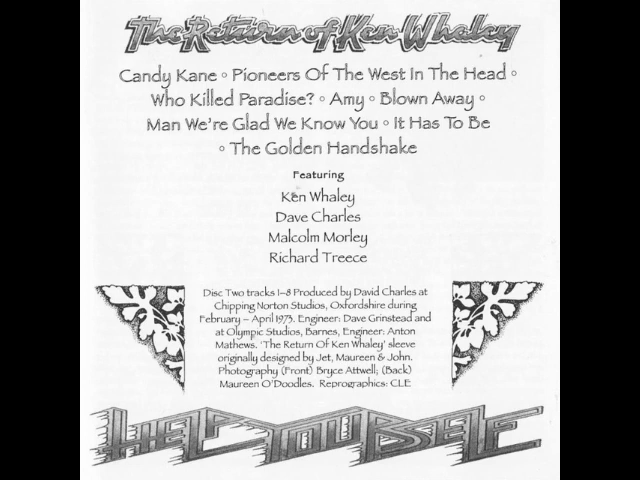 The Return of Ken Whaley
Candy Kane ◦ Pioneers Of The West In The Head ◦
Who Killed Paradise? ◦ Amy ◦ Blown Away ◦
Man We're Glad We Know You ◦ It Has To Be
◦ The Golden Handshake
Featuring
Ken Whaley
Dave Charles
Malcolm Morley
Richard Treece
Disc Two tracks 1–8 Produced by David Charles at
Chipping Norton Studios, Oxfordshire during
February – April 1973. Engineer: Dave Grinstead and
at Olympic Studios, Barnes, Engineer: Anton
Mathews. 'The Return Of Ken Whaley' sleeve
originally designed by Jet, Maureen & John.
Photography (Front) Bryce Attwell; (Back)
Maureen O'Doodles. Reprographics: CLE
HELP YOURSELF